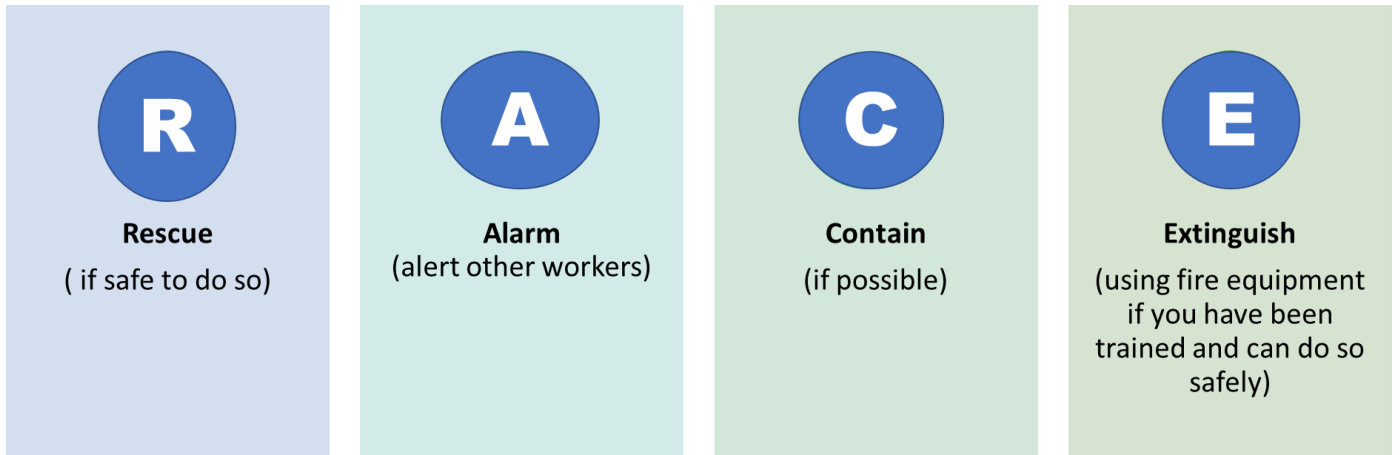 R
Rescue
( if safe to do so)
A
Alarm
(alert other workers)
C
Contain
(if possible)
E
Extinguish
(using fire equipment
if you have been
trained and can do so
safely)